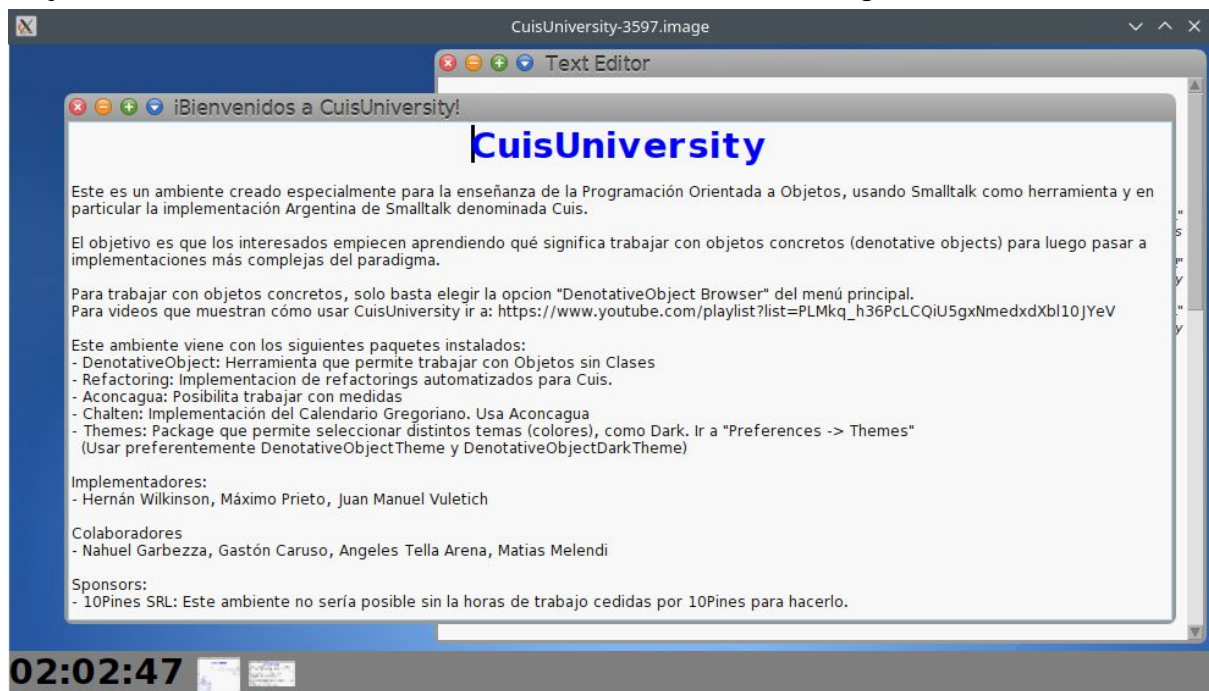 CuisUniversity-3597.image
Text Editor
¡Bienvenidos a CuisUniversity!
CuisUniversity
Este es un ambiente creado especialmente para la enseñanza de la Programación Orientada a Objetos, usando Smalltalk como herramienta y en
particular la implementación Argentina de Smalltalk denominada Cuis.
El objetivo es que los interesados empiecen aprendiendo qué significa trabajar con objetos concretos (denotative objects) para luego pasar a
implementaciones más complejas del paradigma.
Para trabajar con objetos concretos, solo basta elegir la opcion "DenotativeObject Browser" del menú principal.
Para videos que muestran cómo usar CuisUniversity ir a: https://www.youtube.com/playlist?list=PLMkq_h36PcLCQiU5gxNmedxdXbl10JYeV
Este ambiente viene con los siguientes paquetes instalados:
- DenotativeObject: Herramienta que permite trabajar con Objetos sin Clases
- Refactoring: Implementacion de refactorings automatizados para Cuis.
- Aconcagua: Posibilita trabajar con medidas
- Chalten: Implementación del Calendario Gregoriano. Usa Aconcagua
- Themes: Package que permite seleccionar distintos temas (colores), como Dark. Ir a "Preferences -> Themes"
(Usar preferentemente DenotativeObjectTheme y DenotativeObjectDarkTheme)
Implementadores:
- Hernán Wilkinson, Máximo Prieto, Juan Manuel Vuletich
Colaboradores
- Nahuel Garbezza, Gastón Caruso, Angeles Tella Arena, Matias Melendi
Sponsors:
- 10Pines SRL: Este ambiente no sería posible sin la horas de trabajo cedidas por 10Pines para hacerlo.
02:02:47